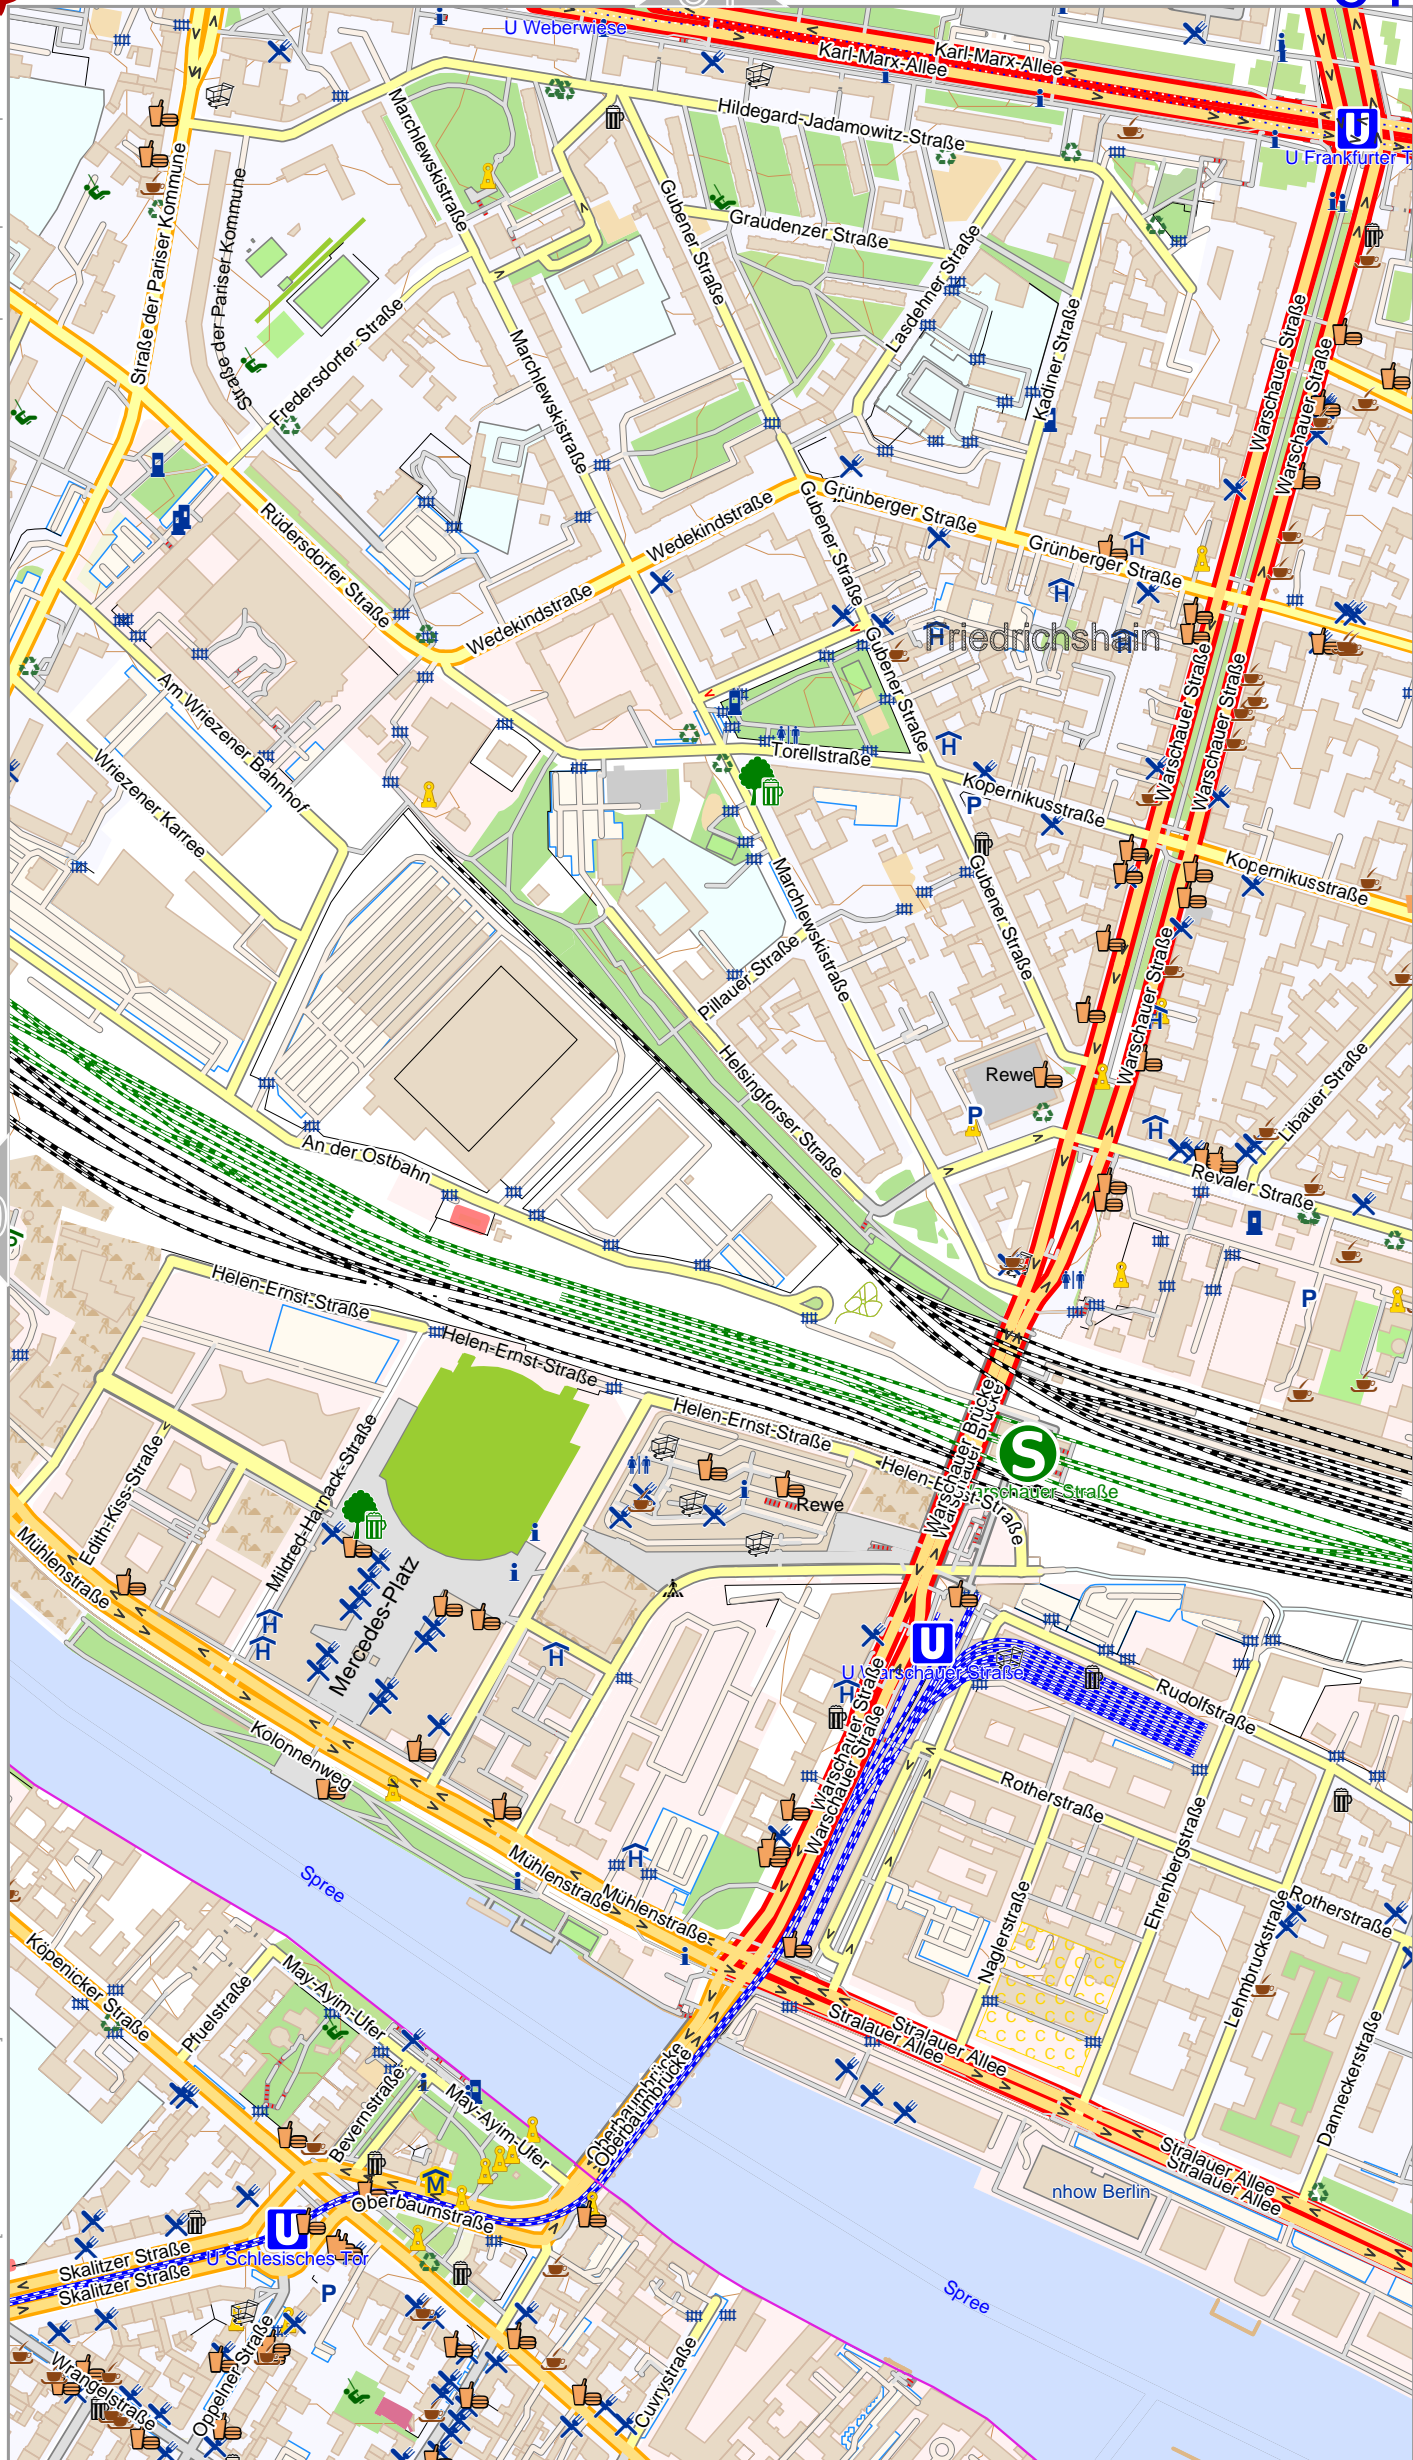 U Weberwiese
Karl-Marx-Allee
Karl-Marx-Allee
Hildegard-Jadamowitz-Straße
U Frankfurter T
Marchlewskistraße
Straße der Pariser Kommune
Straße der Pariser Kommune
Gubener Straße
Graudenzer Straße
Lasdehner Straße
Kadiner Straße
Warschauer Straße
Warschauer Straße
Fredersdorfer Straße
Marchlewskistraße
Rüdersdorfer Straße
Wedekindstraße
Wedekindstraße
Grünberger Straße
Grünberger Straße
Gubener Straße
Gubener Straße
Friedrichshain
Am Wriezener Bahnhof
Wriezener Karree
Torellstraße
Warschauer Straße
Warschauer Straße
Kopernikusstraße
Kopernikusstraße
Gubener Straße
Marchlewskistraße
Pillauer Straße
Warschauer Straße
Helsingforser Straße
Rewe
Libauer Straße
Revaler Straße
An der Ostbahn
Helen-Ernst-Straße
Helen-Ernst-Straße
Helen-Ernst-Straße
Helen-Ernst-Straße
Warschauer Brücke
Warschauer Brücke
S
arschauer Straße
Rewe
Edith-Kiss-Straße
Mildred-Harnack-Straße
Mühlenstraße
Mercedes-Platz
U Warschauer Straße
Rudolfstraße
Warschauer Straße
Warschauer Straße
Kolonnenweg
Rotherstraße
Ehrenbergstraße
Mühlenstraße
Mühlenstraße
Spree
Naglerstraße
Rotherstraße
Lehmbruckstraße
Köpenicker Straße
Pfuelstraße
May-Ayim-Ufer
Stralauer Allee
Stralauer Allee
Danneckerstraße
Bevernstraße
May-Ayim-Ufer
Oberbaumbrücke
Oberbaumbrücke
Stralauer Allee
Stralauer Allee
nhow Berlin
Oberbaumstraße
U Schlesisches Tor
Skalitzer Straße
Skalitzer Straße
Spree
Wrangelstraße
Oppelner Straße
Cuvrystraße